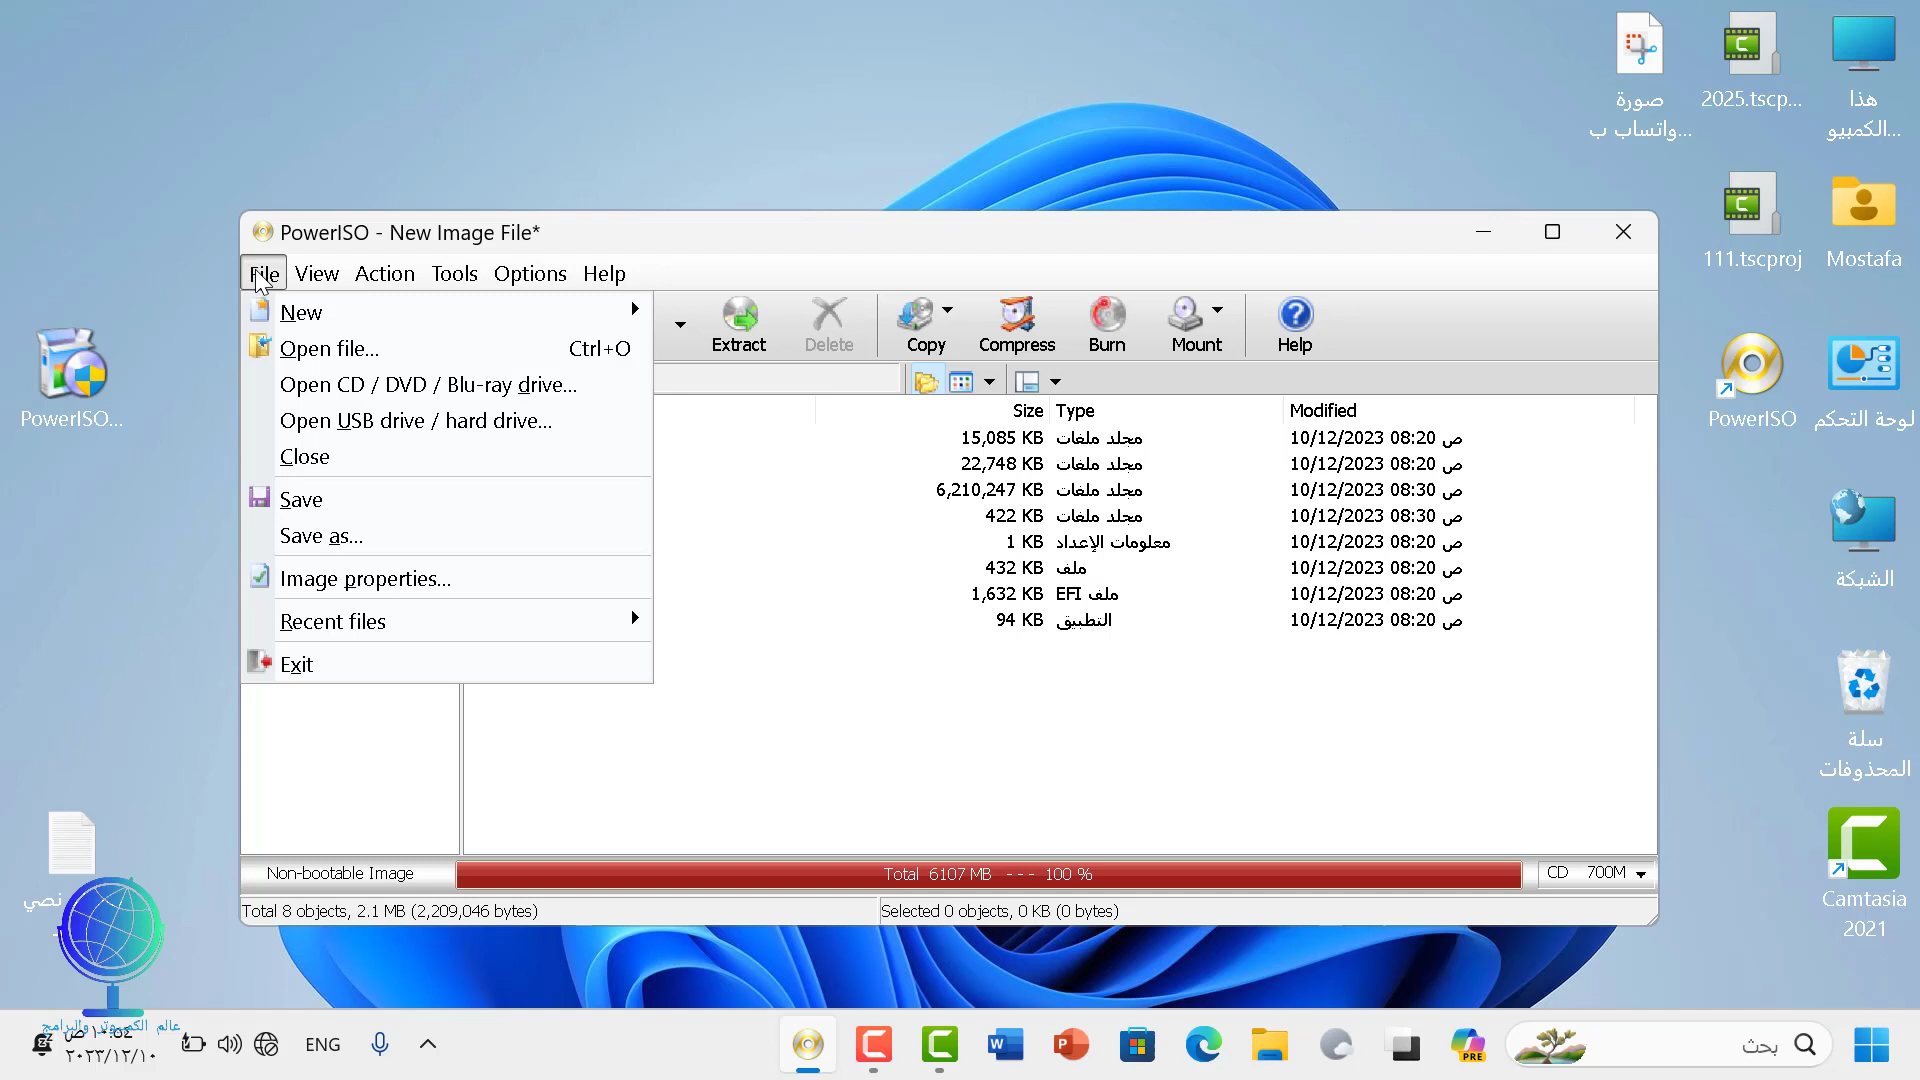 صورة
واتساب ب...
2025.tscp...
هذا
الكمبيو...
111.tscproj
Mostafa
PowerISO...
PowerISO
لوحة التحكم
الشبكة
سلة
المحذوفات
Camtasia
2021
نصي
PowerISO - New Image File*
File View Action Tools Options Help
New
Open file... Ctrl+O
Open CD / DVD / Blu-ray drive...
Open USB drive / hard drive...
Close
Save
Save as...
Image properties...
Recent files
Exit
Extract Delete Copy Compress Burn Mount Help
Size Type Modified
15,085 KB مجلد ملفات 10/12/2023 08:20 ص
22,748 KB مجلد ملفات 10/12/2023 08:20 ص
6,210,247 KB مجلد ملفات 10/12/2023 08:30 ص
422 KB مجلد ملفات 10/12/2023 08:30 ص
1 KB معلومات الإعداد 10/12/2023 08:20 ص
432 KB ملف 10/12/2023 08:20 ص
1,632 KB ملف EFI 10/12/2023 08:20 ص
94 KB التطبيق 10/12/2023 08:20 ص
Non-bootable Image Total 6107 MB --- 100 % CD 700M
Total 8 objects, 2.1 MB (2,209,046 bytes) Selected 0 objects, 0 KB (0 bytes)
عالم الكمبيوتر والبرامج
١٠:٥٤ ص
٢٠٢٣/١٢/١٠
ENG
PRE
بحث